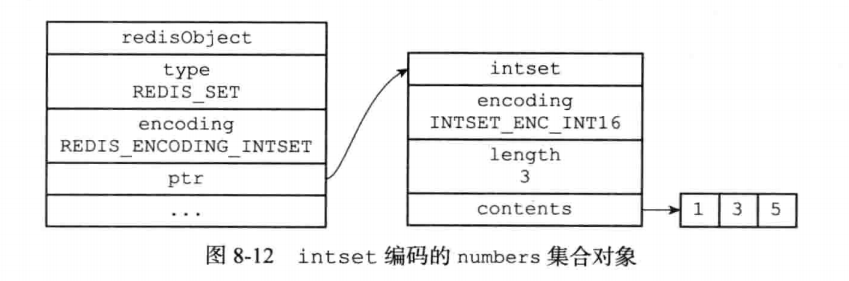 redisObject
type
REDIS_SET
encoding
REDIS_ENCODING_INTSET
ptr
...
intset
encoding
INTSET_ENC_INT16
length
3
contents
1 3 5
图 8-12 intset 编码的 numbers 集合对象